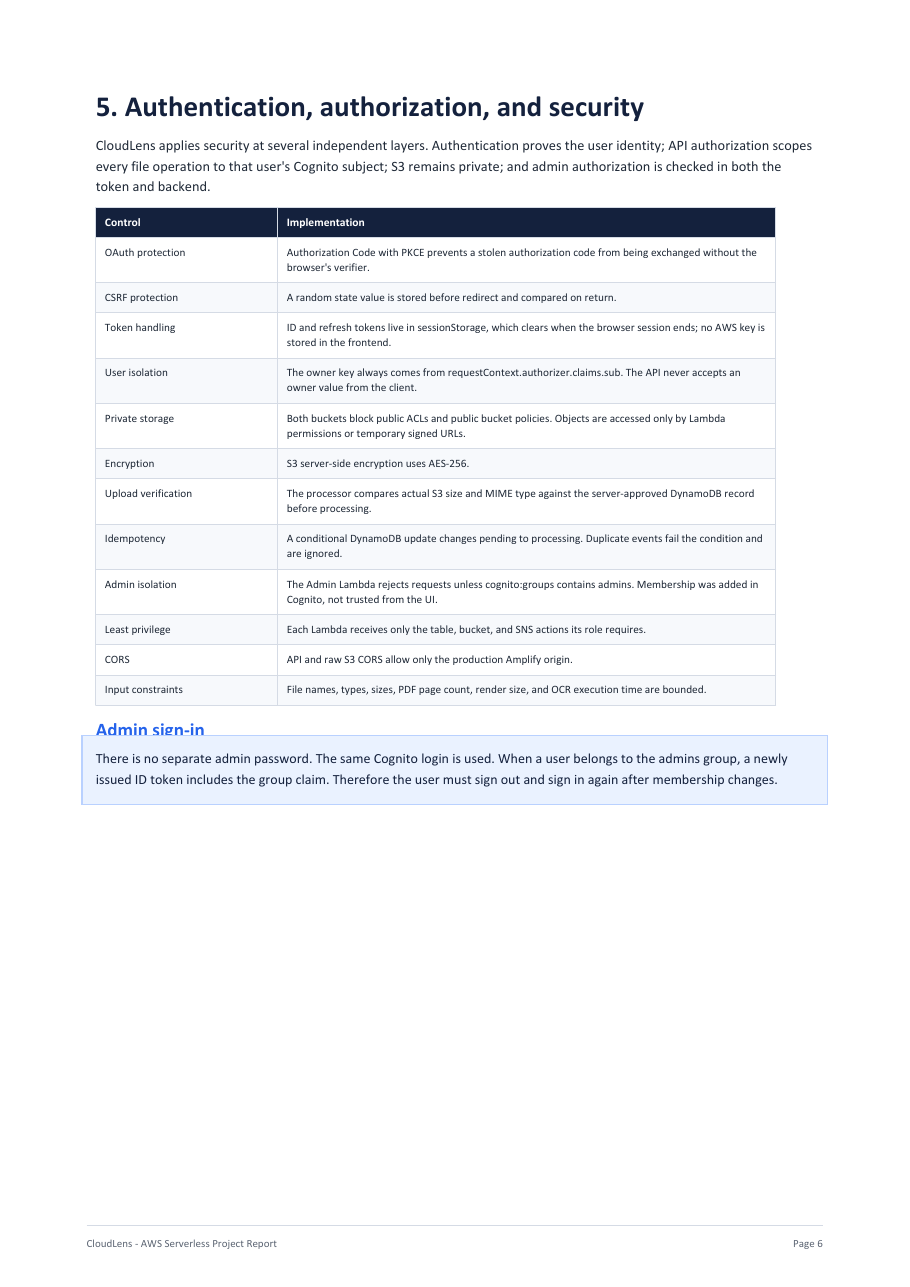 5. Authentication, authorization, and security
CloudLens applies security at several independent layers. Authentication proves the user identity; API authorization scopes
every file operation to that user's Cognito subject; S3 remains private; and admin authorization is checked in both the
token and backend.
Control Implementation
OAuth protection Authorization Code with PKCE prevents a stolen authorization code from being exchanged without the
browser's verifier.
CSRF protection A random state value is stored before redirect and compared on return.
Token handling ID and refresh tokens live in sessionStorage, which clears when the browser session ends; no AWS key is
stored in the frontend.
User isolation The owner key always comes from requestContext.authorizer.claims.sub. The API never accepts an
owner value from the client.
Private storage Both buckets block public ACLs and public bucket policies. Objects are accessed only by Lambda
permissions or temporary signed URLs.
Encryption S3 server-side encryption uses AES-256.
Upload verification The processor compares actual S3 size and MIME type against the server-approved DynamoDB record
before processing.
Idempotency A conditional DynamoDB update changes pending to processing. Duplicate events fail the condition and
are ignored.
Admin isolation The Admin Lambda rejects requests unless cognito:groups contains admins. Membership was added in
Cognito, not trusted from the UI.
Least privilege Each Lambda receives only the table, bucket, and SNS actions its role requires.
CORS API and raw S3 CORS allow only the production Amplify origin.
Input constraints File names, types, sizes, PDF page count, render size, and OCR execution time are bounded.
Admin sign-in
There is no separate admin password. The same Cognito login is used. When a user belongs to the admins group, a newly
issued ID token includes the group claim. Therefore the user must sign out and sign in again after membership changes.
CloudLens - AWS Serverless Project Report Page 6